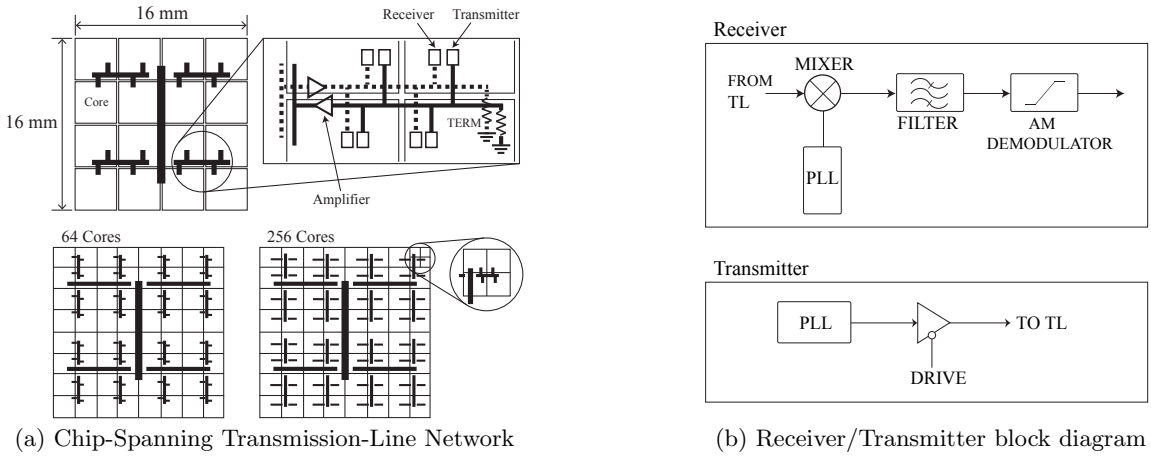 16 mm
Receiver
Transmitter
Core
16 mm
TERM
Amplifier
64 Cores
256 Cores
(a) Chip-Spanning Transmission-Line Network
Receiver
MIXER
FROM
TL
FILTER
AM
DEMODULATOR
PLL
Transmitter
PLL
TO TL
DRIVE
(b) Receiver/Transmitter block diagram